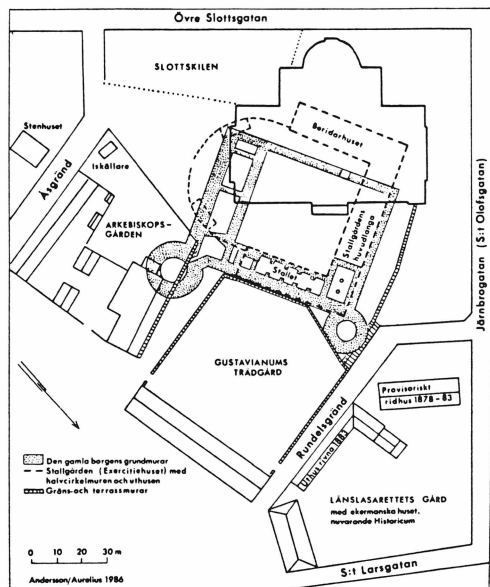 Övre Slottsgatan
SLOTTSKILEN
Stenhuset
Iskällare
Åsgränd
Beridarhuset
ARKEBISKOPS-
GÅRDEN
Stallgårdens
huvudlänga
Stallet
Järnbrogatan (S:t Olofsgatan)
GUSTAVIANUMS
TRÄDGÅRD
Rundelsgränd
Provisoriskt
ridhus 1878-83
Uthus rivna 1883
LÄNSLASARETTETS GÅRD
med ekermanska huset,
nuvarande Historicum
Den gamla borgens grundmurar
Stallgården (Exercitiehuset) med
halvcirkelmuren och uthusen
Gräns- och terrassmurar
0 10 20 30 m
Andersson/Aurelius 1986
S:t Larsgatan